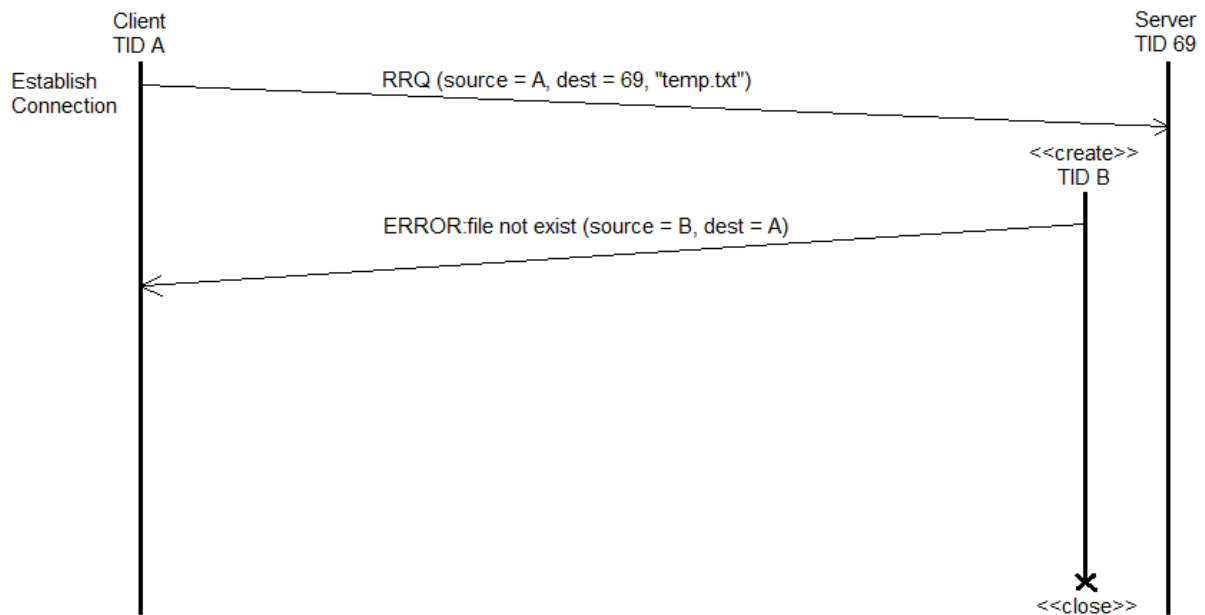 Client
TID A
Server
TID 69
Establish
Connection
RRQ (source = A, dest = 69, "temp.txt")
<<create>>
TID B
ERROR:file not exist (source = B, dest = A)
<<close>>